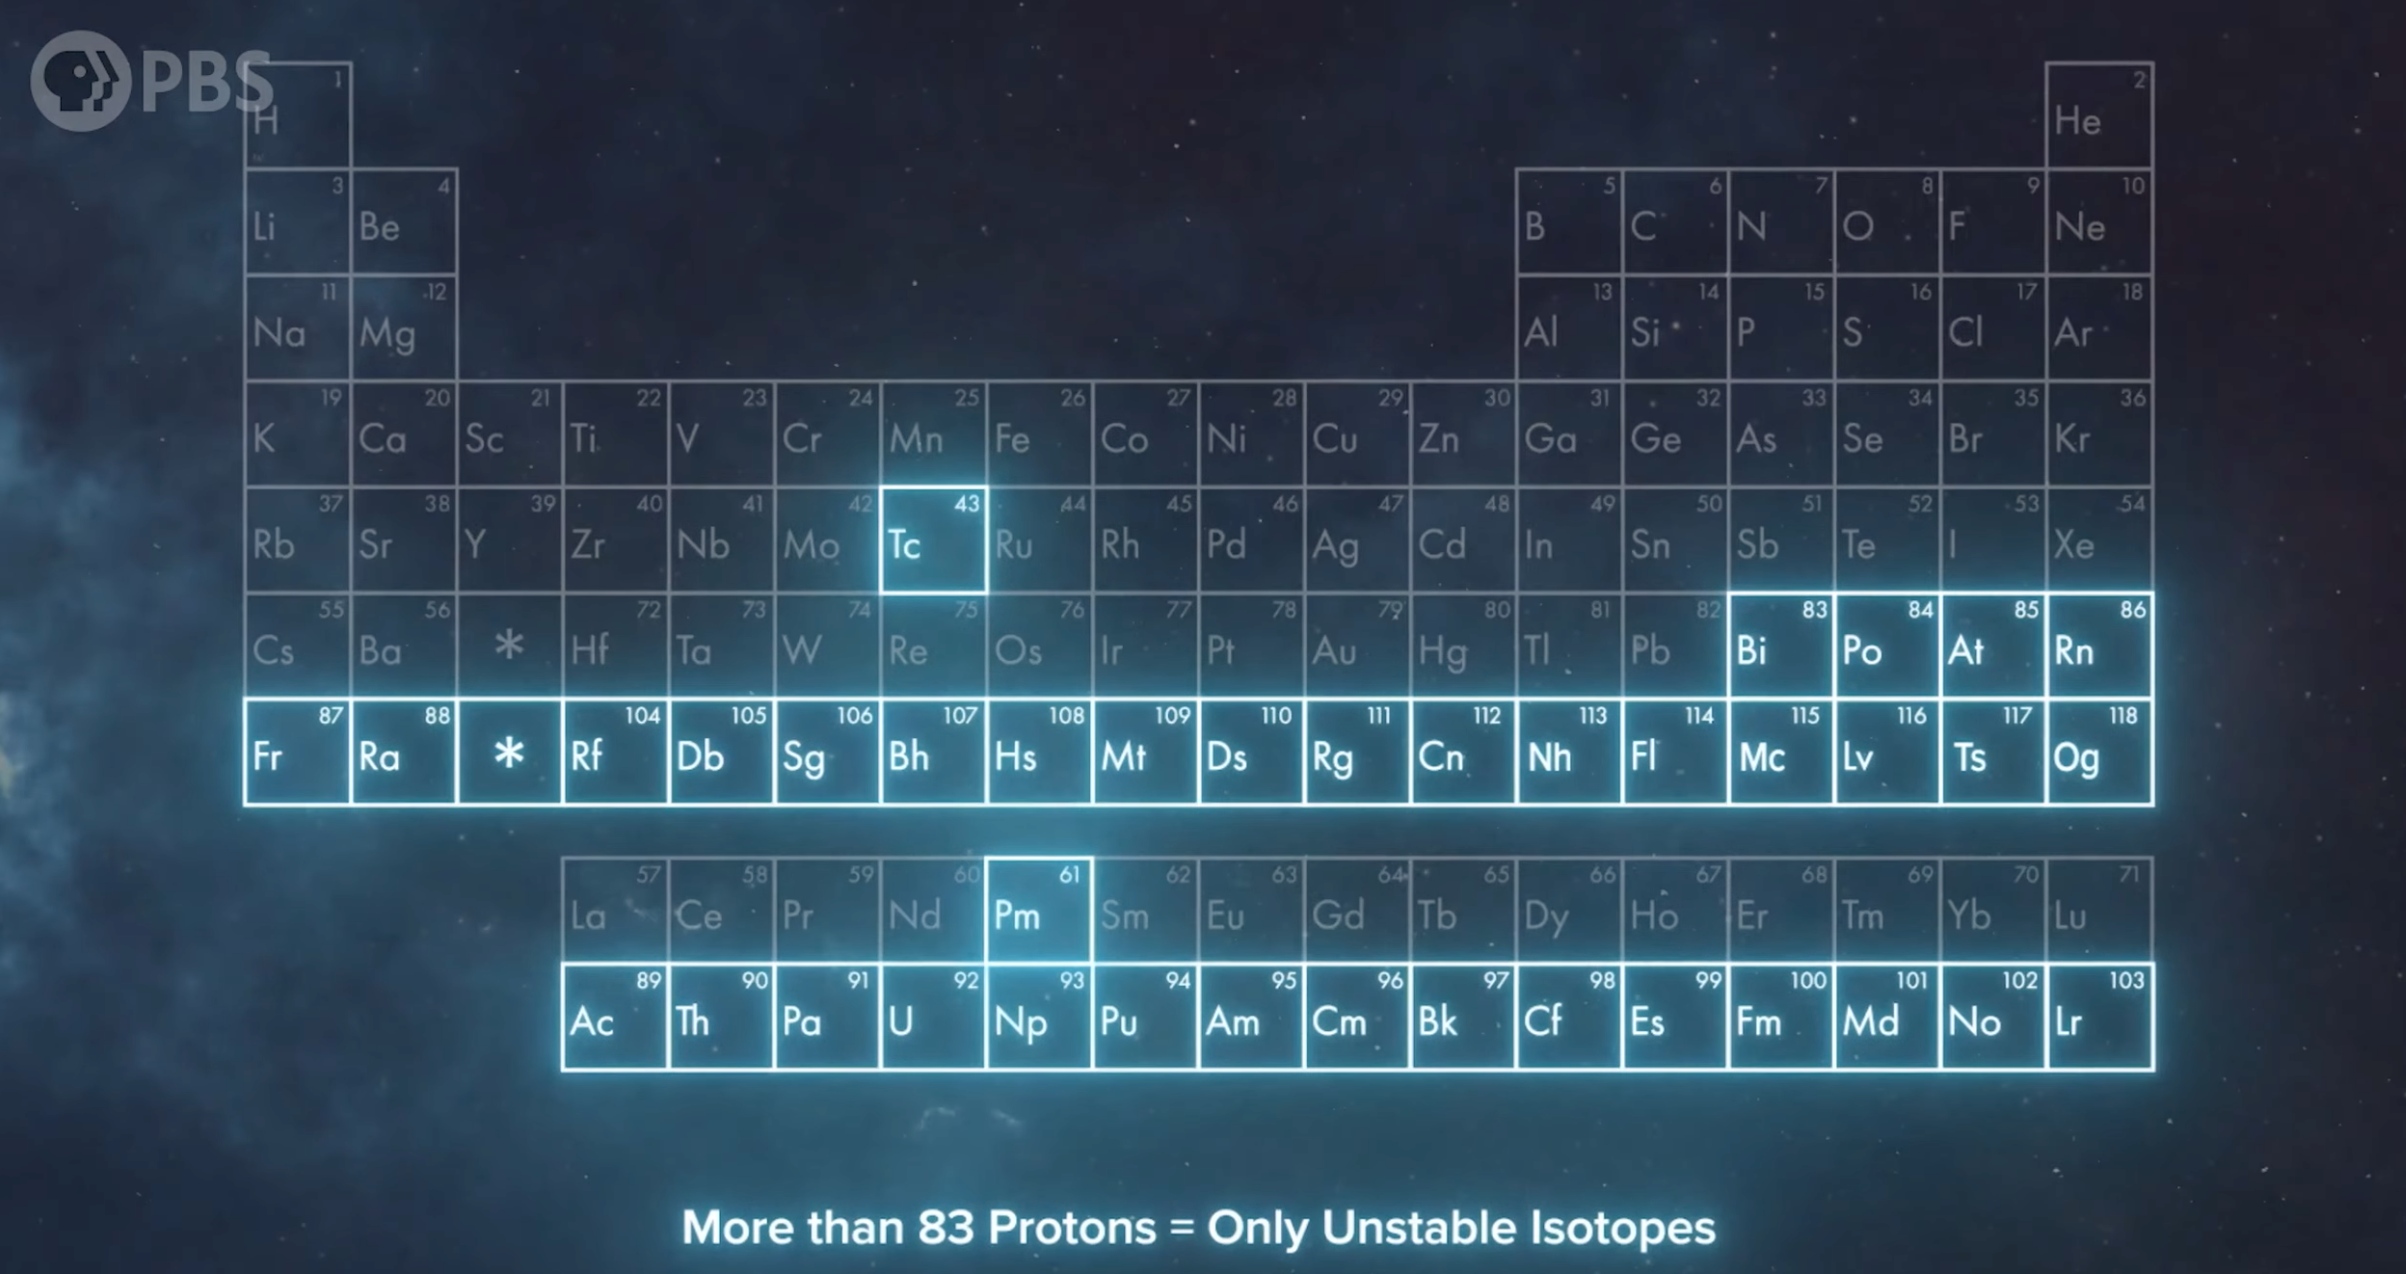 PBS
1 2
H He
3 4 5 6 7 8 9 10
Li Be B C N O F Ne
11 12 13 14 15 16 17 18
Na Mg Al Si P S Cl Ar
19 20 21 22 23 24 25 26 27 28 29 30 31 32 33 34 35 36
K Ca Sc Ti V Cr Mn Fe Co Ni Cu Zn Ga Ge As Se Br Kr
37 38 39 40 41 42 43 44 45 46 47 48 49 50 51 52 53 54
Rb Sr Y Zr Nb Mo Tc Ru Rh Pd Ag Cd In Sn Sb Te I Xe
55 56 72 73 74 75 76 77 78 79 80 81 82 83 84 85 86
Cs Ba * Hf Ta W Re Os Ir Pt Au Hg Tl Pb Bi Po At Rn
87 88 104 105 106 107 108 109 110 111 112 113 114 115 116 117 118
Fr Ra * Rf Db Sg Bh Hs Mt Ds Rg Cn Nh Fl Mc Lv Ts Og
57 58 59 60 61 62 63 64 65 66 67 68 69 70 71
La Ce Pr Nd Pm Sm Eu Gd Tb Dy Ho Er Tm Yb Lu
89 90 91 92 93 94 95 96 97 98 99 100 101 102 103
Ac Th Pa U Np Pu Am Cm Bk Cf Es Fm Md No Lr
More than 83 Protons = Only Unstable Isotopes